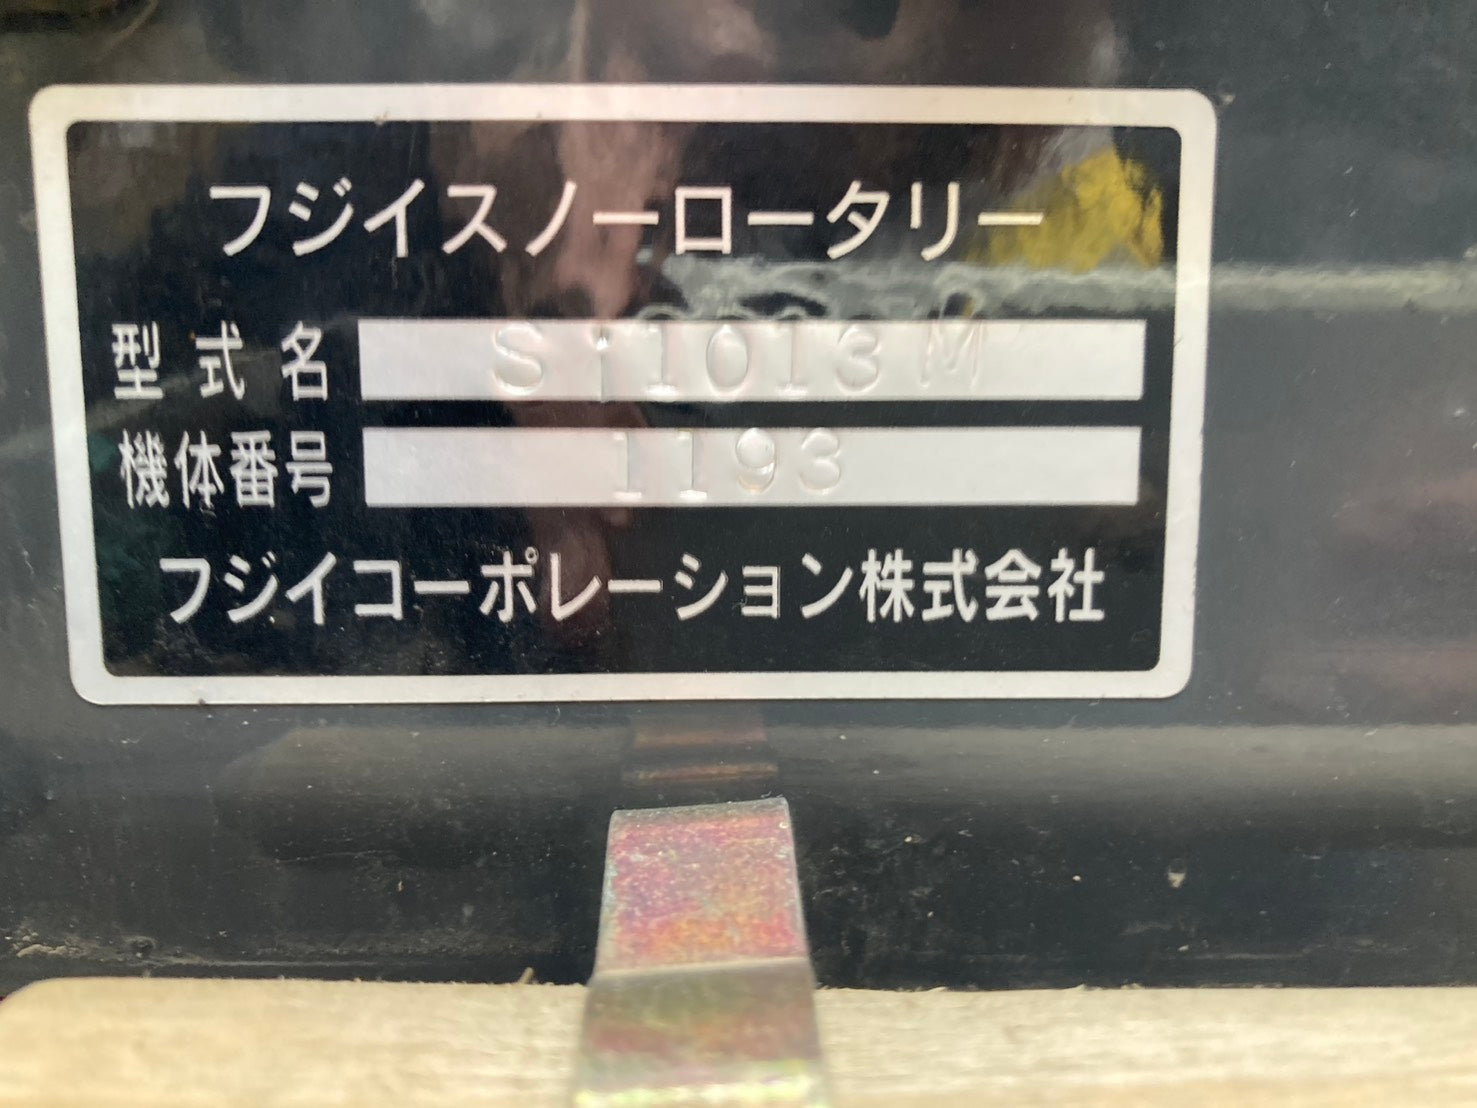 フジイスノーロータリー
型式名 S 1013M
機体番号 1193
フジイコーポレーション株式会社